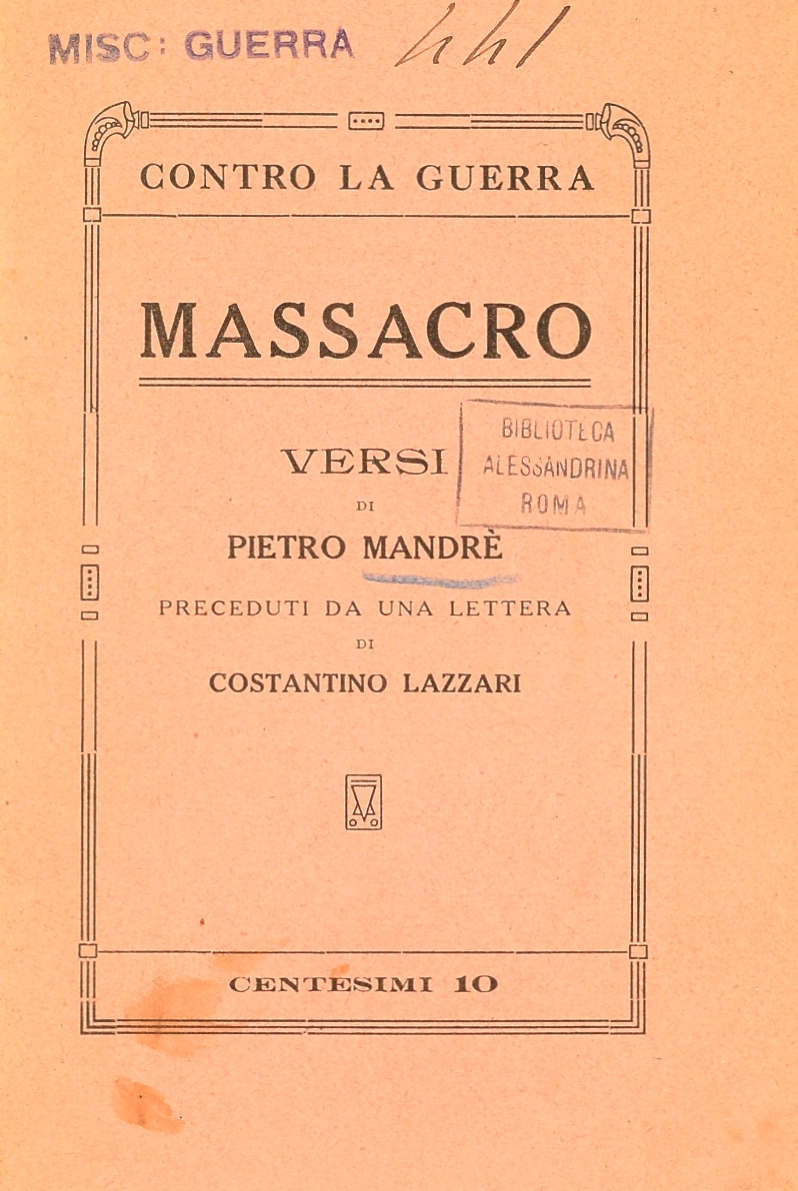 MISC: GUERRA 441
CONTRO LA GUERRA
MASSACRO
VERSI
BIBLIOTECA
ALESSANDRINA
ROMA
DI
PIETRO MANDRÈ
PRECEDUTI DA UNA LETTERA
DI
COSTANTINO LAZZARI
CENTESIMI 10